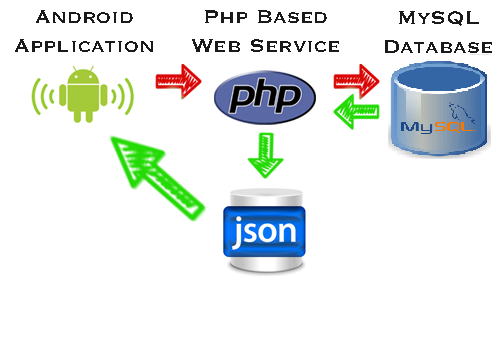 Android
Application
Php Based
Web Service
MySQL
Database
php
MySQL
json